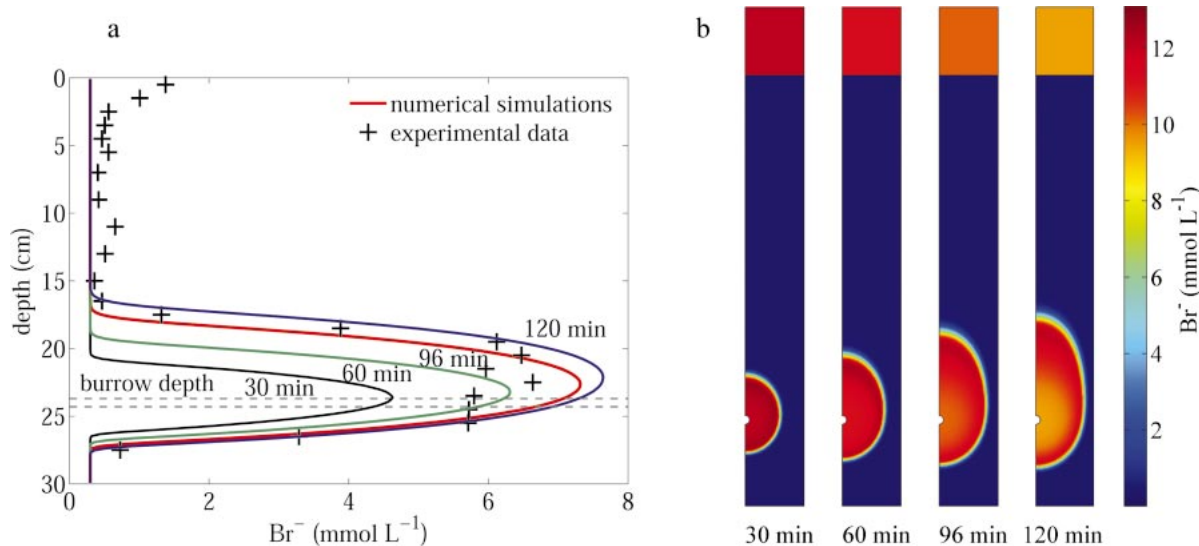 a
numerical simulations
experimental data
120 min
96 min
60 min
30 min
burrow depth
depth (cm)
0
5
10
15
20
25
30
0 2 4 6 8
Br⁻ (mmol L⁻¹)
b
30 min 60 min 96 min 120 min
12
10
8
6
4
2
Br⁻ (mmol L⁻¹)